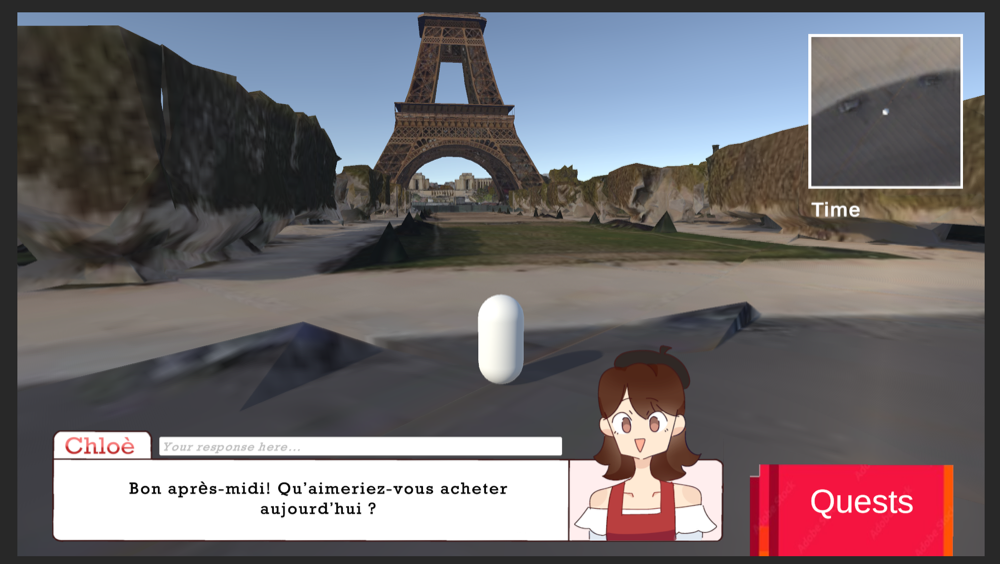 Time
Chloè
Your response here...
Bon après-midi! Qu'aimeriez-vous acheter
aujourd'hui ?
Quests